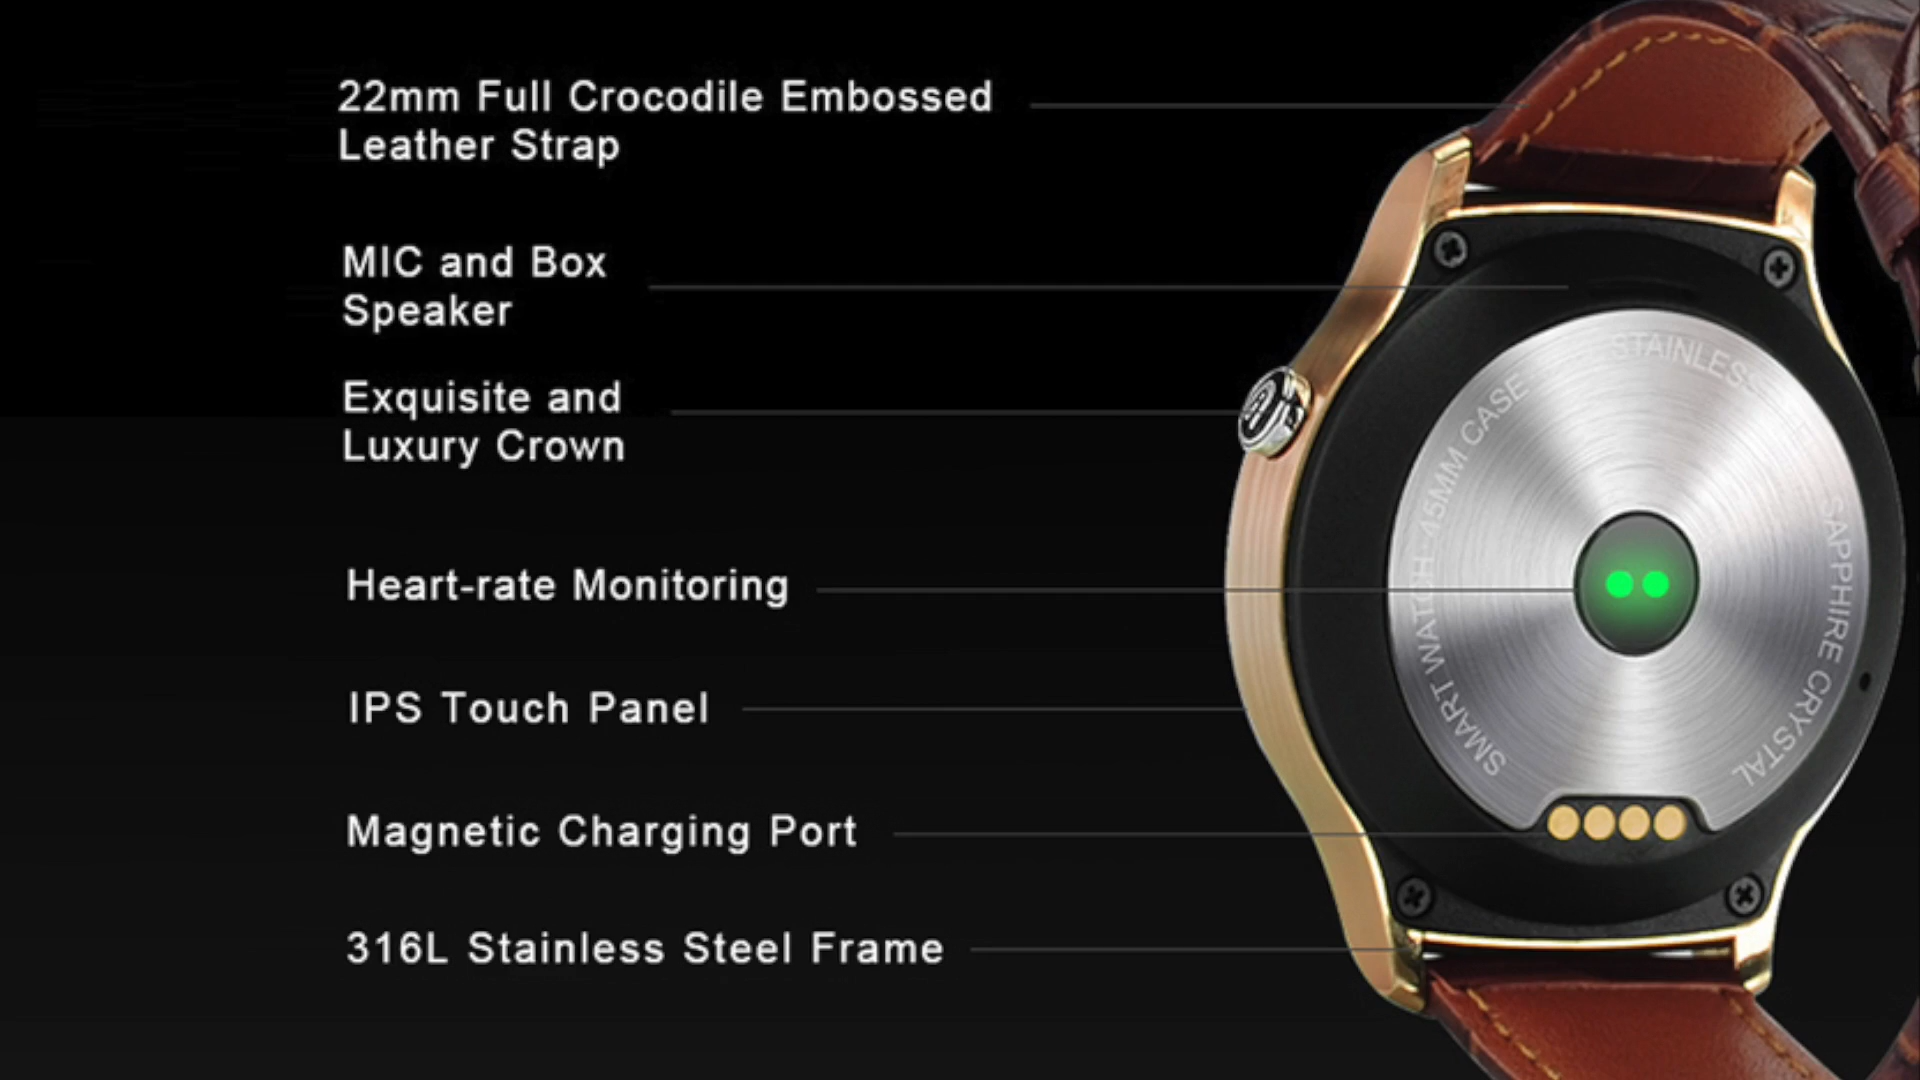 22mm Full Crocodile Embossed
Leather Strap
MIC and Box
Speaker
Exquisite and
Luxury Crown
Heart-rate Monitoring
IPS Touch Panel
Magnetic Charging Port
316L Stainless Steel Frame
SMART WATCH 45MM CASE
STAINLESS
SAPPHIRE CRYSTAL